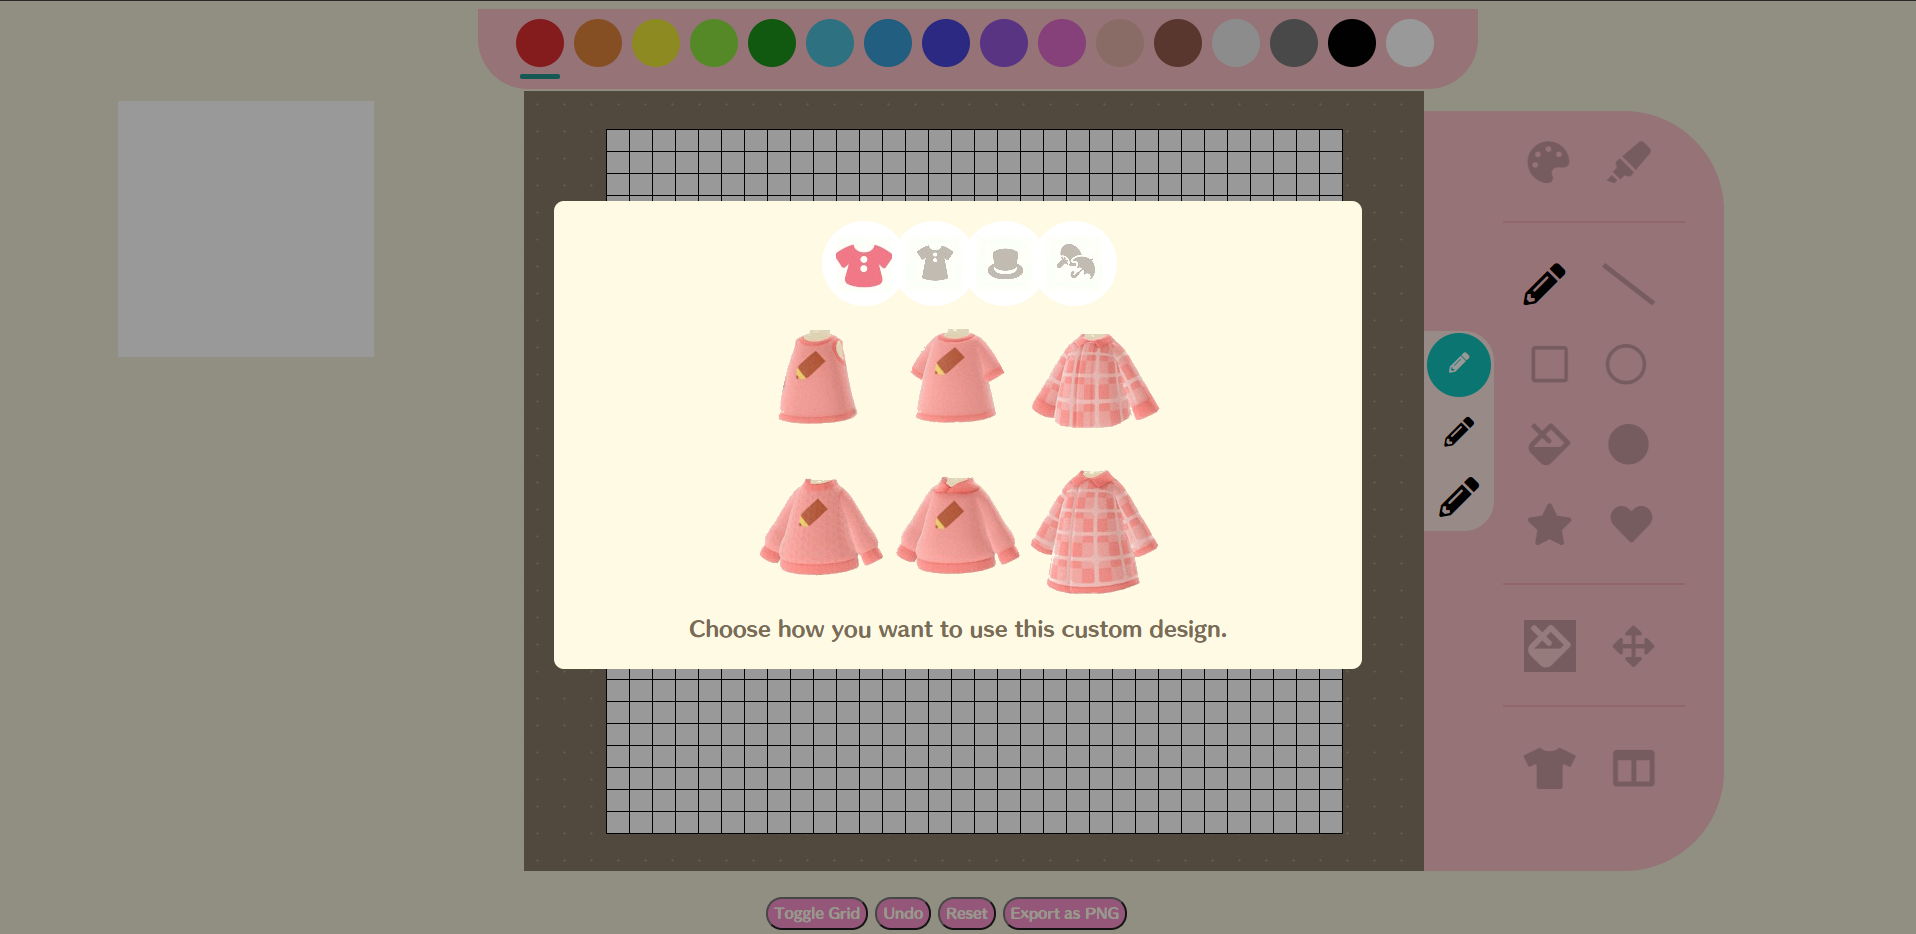 Choose how you want to use this custom design.
Toggle Grid
Undo
Reset
Export as PNG